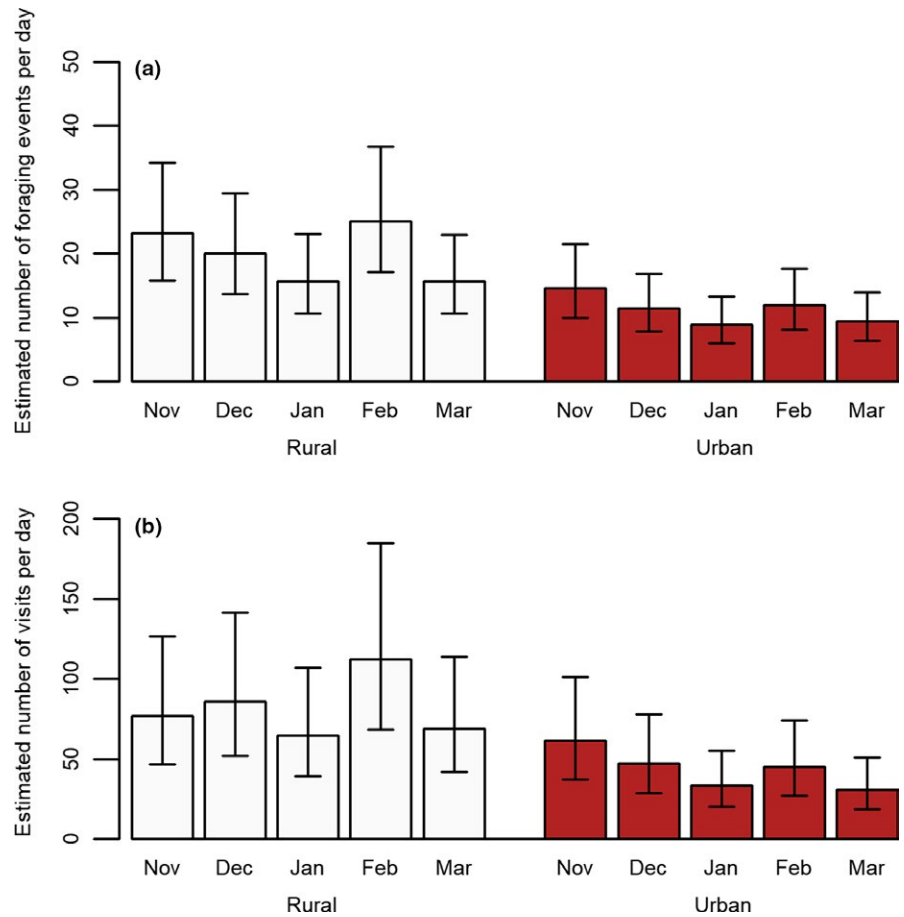 (a)
Estimated number of foraging events per day
50
40
30
20
10
0
Nov Dec Jan Feb Mar Nov Dec Jan Feb Mar
Rural Urban
(b)
Estimated number of visits per day
200
150
100
50
0
Nov Dec Jan Feb Mar Nov Dec Jan Feb Mar
Rural Urban